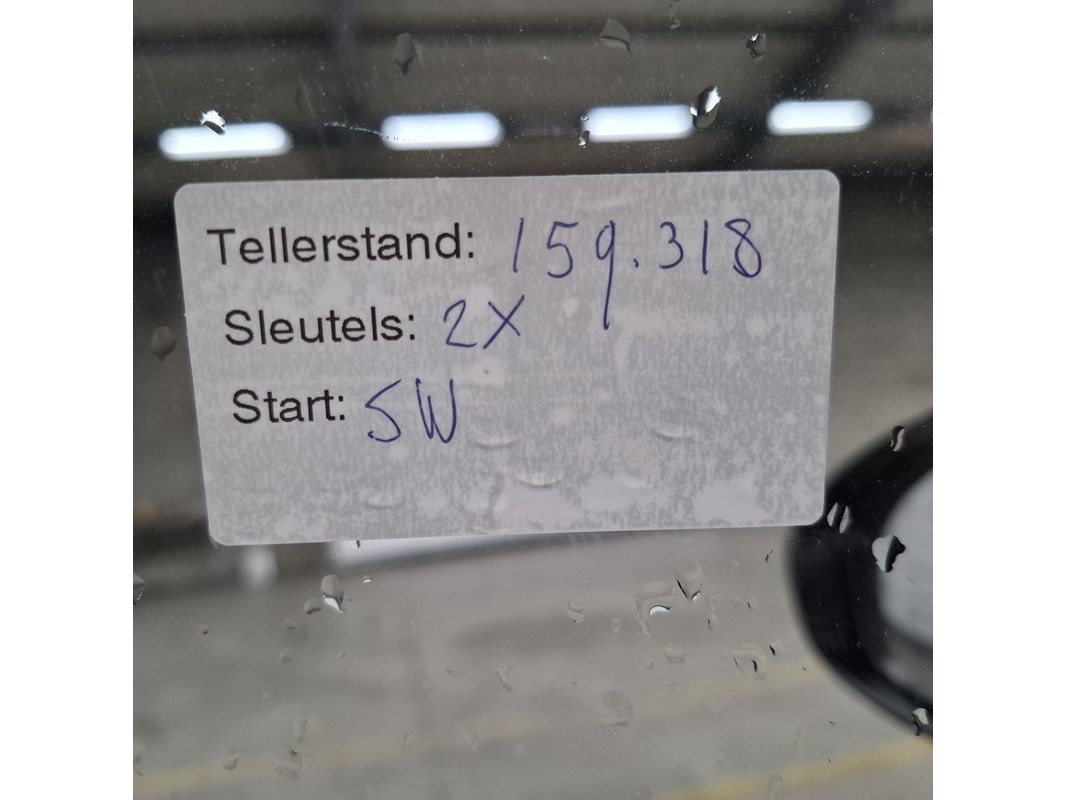 Tellerstand: 159.318
Sleutels: 2X
Start: SW